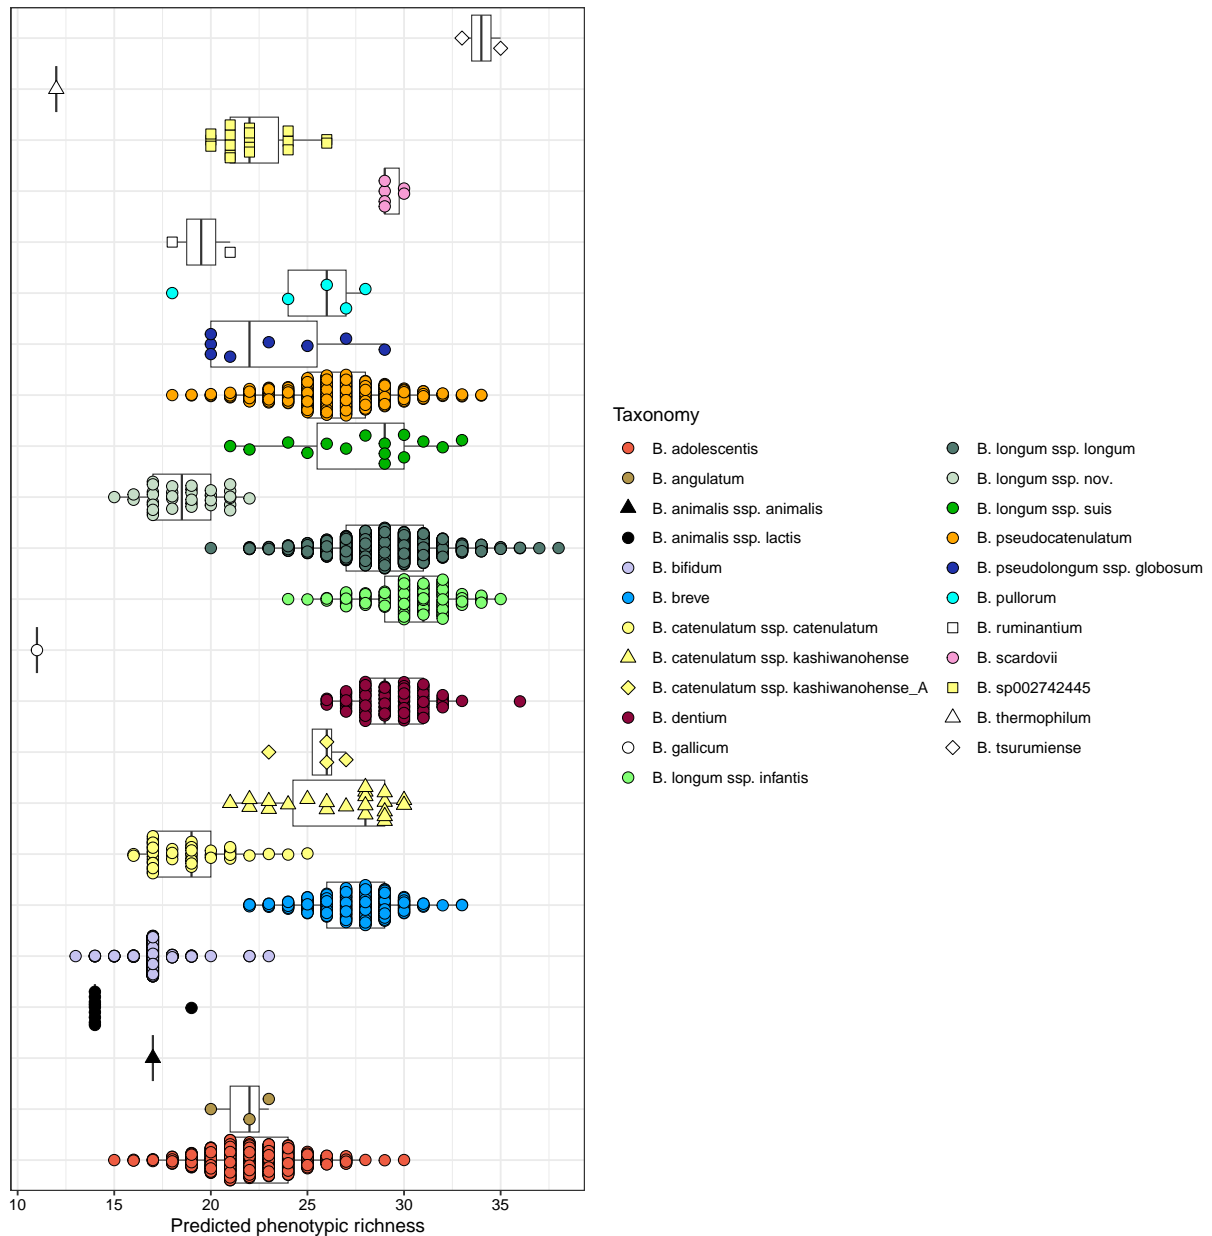 Taxonomy
B. adolescentis
B. angulatum
B. animalis ssp. animalis
B. animalis ssp. lactis
B. bifidum
B. breve
B. catenulatum ssp. catenulatum
B. catenulatum ssp. kashiwanohense
B. catenulatum ssp. kashiwanohense_A
B. dentium
B. gallicum
B. longum ssp. infantis
B. longum ssp. longum
B. longum ssp. nov.
B. longum ssp. suis
B. pseudocatenulatum
B. pseudolongum ssp. globosum
B. pullorum
B. ruminantium
B. scardovii
B. sp002742445
B. thermophilum
B. tsurumiense
10 15 20 25 30 35
Predicted phenotypic richness